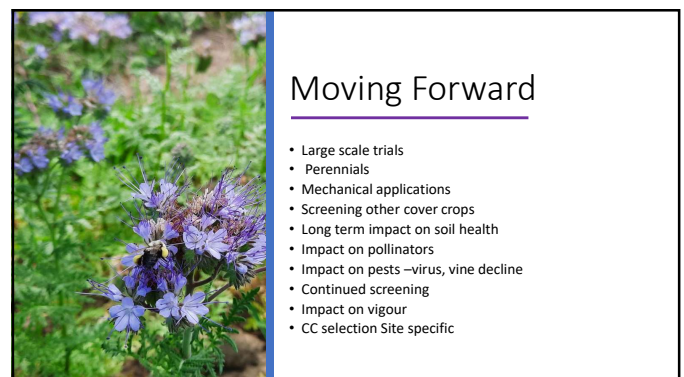 Moving Forward
• Large scale trials
• Perennials
• Mechanical applications
• Screening other cover crops
• Long term impact on soil health
• Impact on pollinators
• Impact on pests –virus, vine decline
• Continued screening
• Impact on vigour
• CC selection Site specific